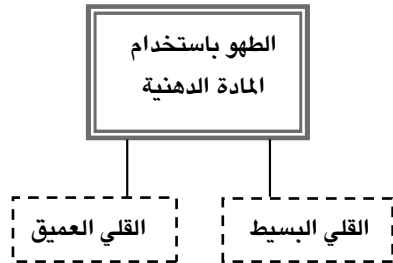 الطهو باستخدام
المادة الدهنية
القلي البسيط
القلي العميق